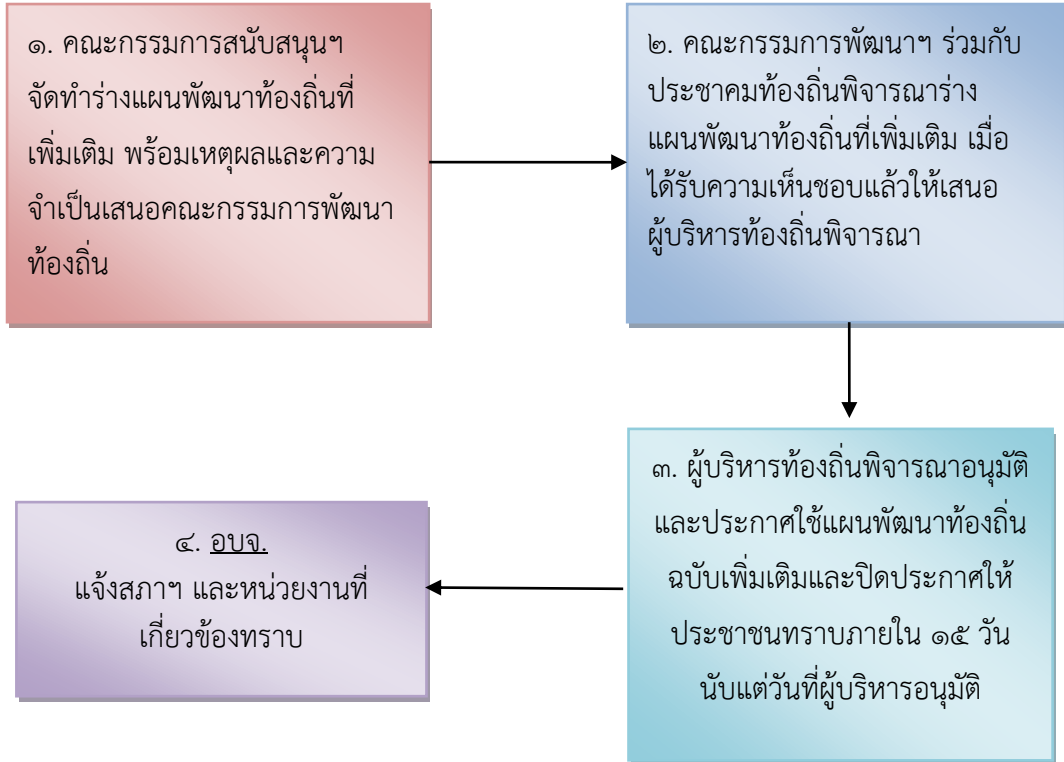 ๑. คณะกรรมการสนับสนุนฯ
จัดทำร่างแผนพัฒนาท้องถิ่นที่
เพิ่มเติม พร้อมเหตุผลและความ
จำเป็นเสนอคณะกรรมการพัฒนา
ท้องถิ่น
๒. คณะกรรมการพัฒนาฯ ร่วมกับ
ประชาคมท้องถิ่นพิจารณาร่าง
แผนพัฒนาท้องถิ่นที่เพิ่มเติม เมื่อ
ได้รับความเห็นชอบแล้วให้เสนอ
ผู้บริหารท้องถิ่นพิจารณา
๓. ผู้บริหารท้องถิ่นพิจารณาอนุมัติ
และประกาศใช้แผนพัฒนาท้องถิ่น
ฉบับเพิ่มเติมและปิดประกาศให้
ประชาชนทราบภายใน ๑๕ วัน
นับแต่วันที่ผู้บริหารอนุมัติ
๔. อบจ.
แจ้งสภาฯ และหน่วยงานที่
เกี่ยวข้องทราบ